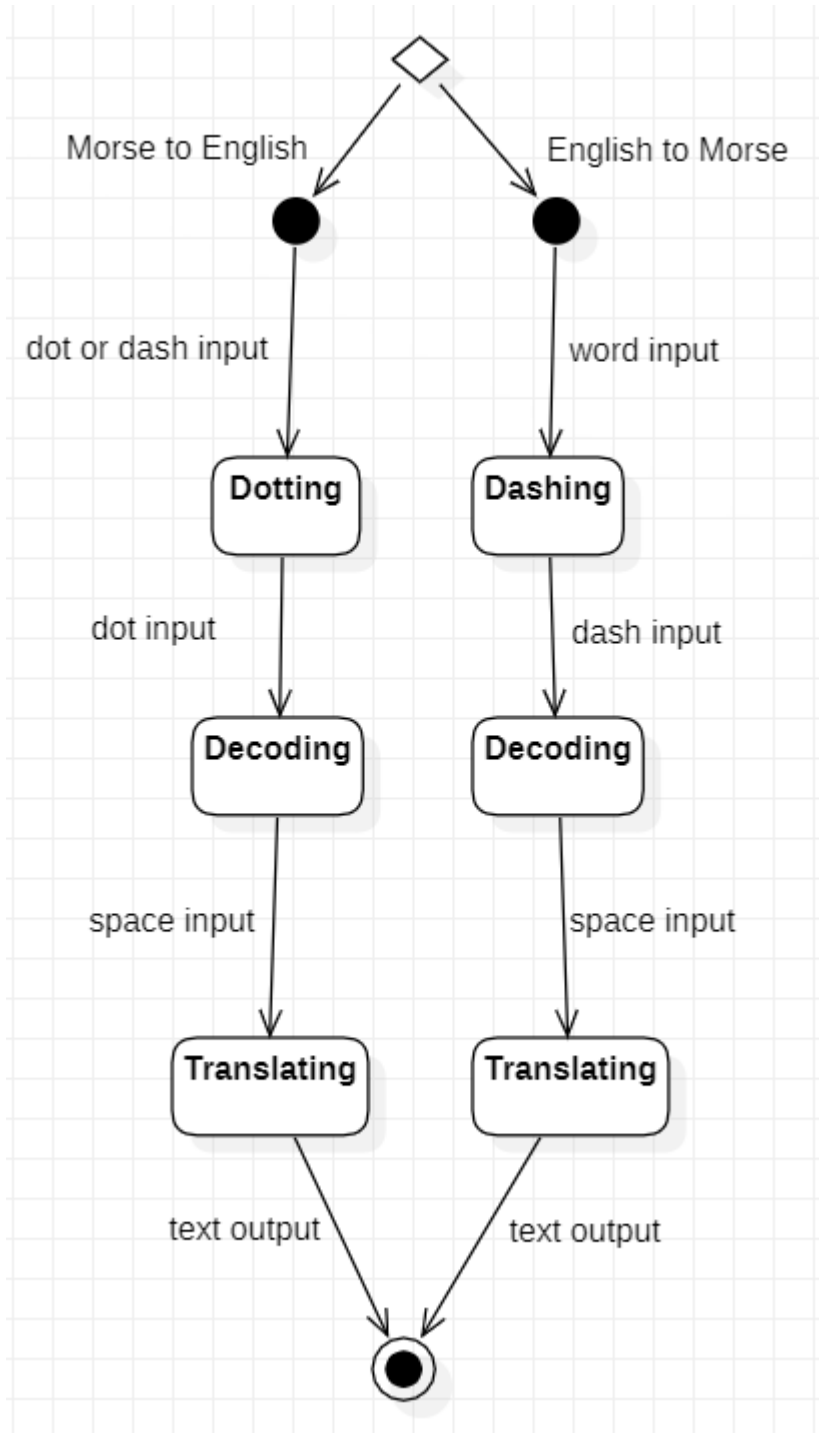 Morse to English
English to Morse
dot or dash input
word input
Dotting
Dashing
dot input
dash input
Decoding
Decoding
space input
space input
Translating
Translating
text output
text output